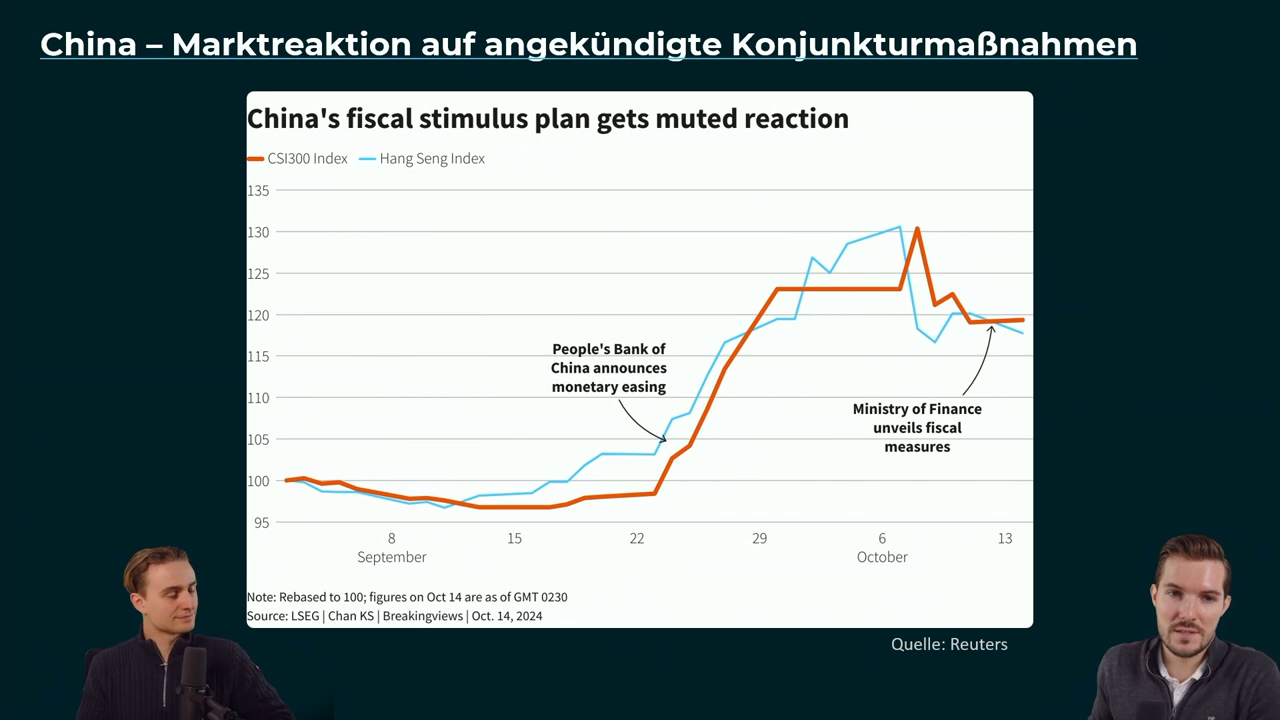 China – Marktreaktion auf angekündigte Konjunkturmaßnahmen
China's fiscal stimulus plan gets muted reaction
CSI300 Index Hang Seng Index
135
130
125
120
115
110
105
100
95
People's Bank of
China announces
monetary easing
Ministry of Finance
unveils fiscal
measures
8 15 22 29 6 13
September October
Note: Rebased to 100; figures on Oct 14 are as of GMT 0230
Source: LSEG | Chan KS | Breakingviews | Oct. 14, 2024
Quelle: Reuters